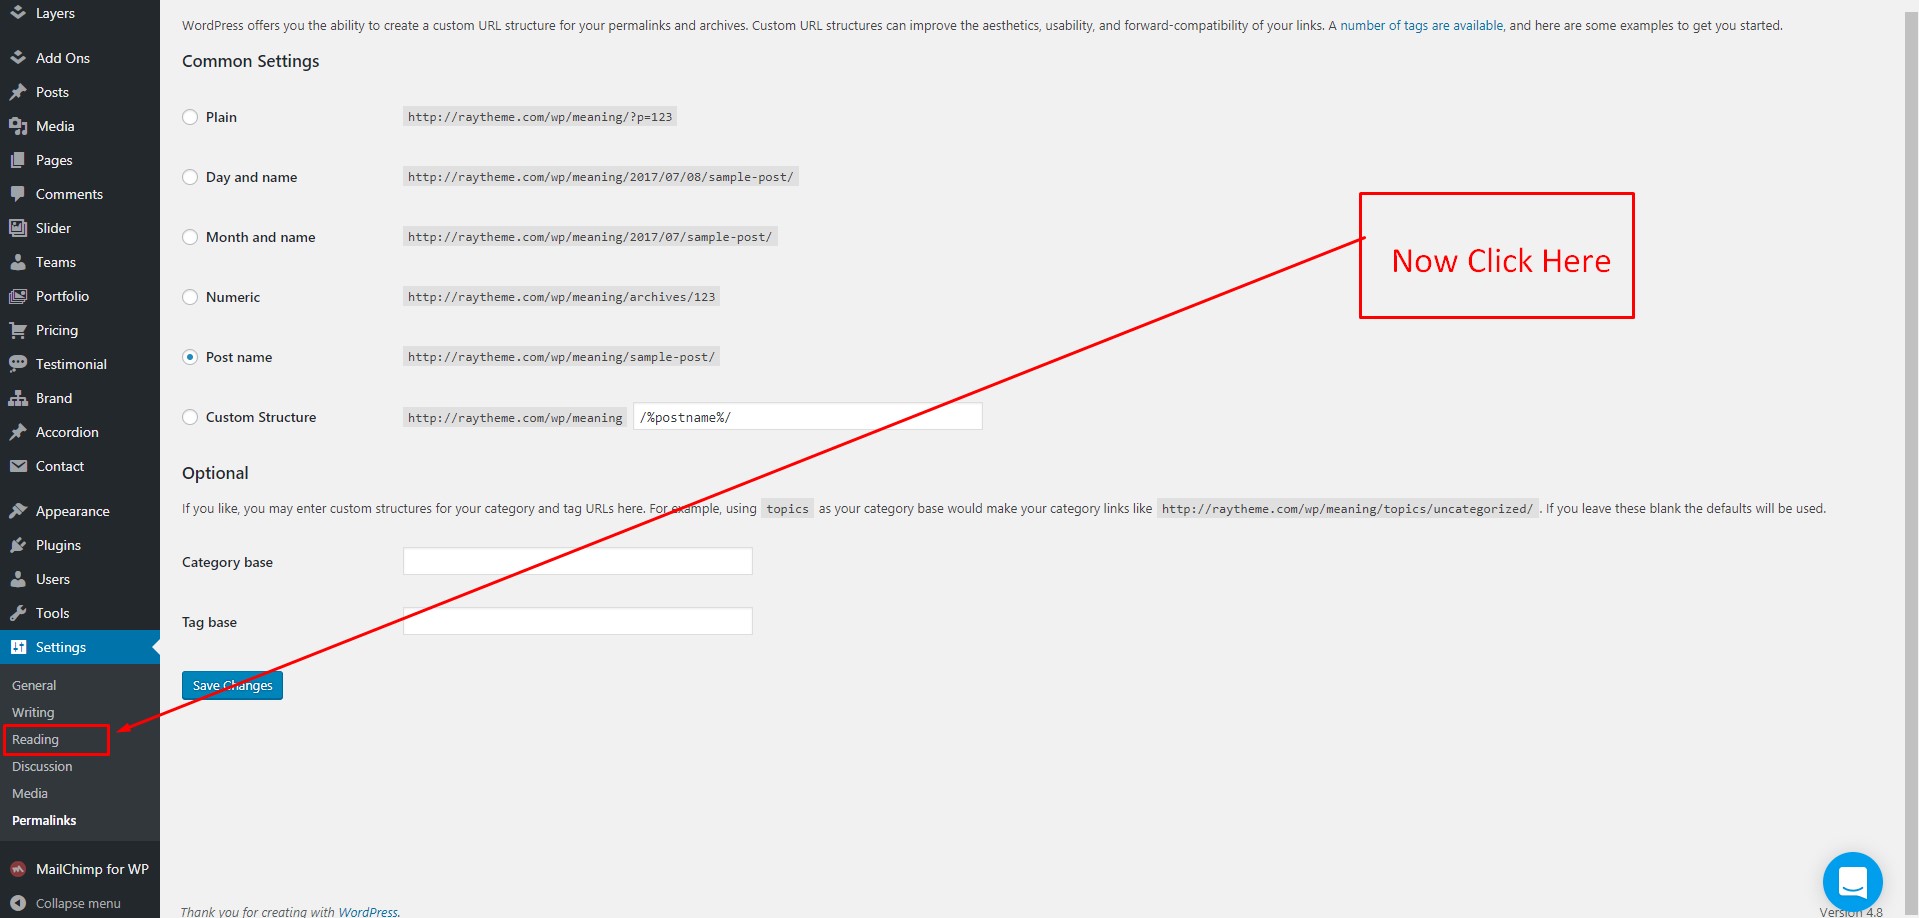 Layers
Add Ons
Posts
Media
Pages
Comments
Slider
Teams
Portfolio
Pricing
Testimonial
Brand
Accordion
Contact
Appearance
Plugins
Users
Tools
Settings
General
Writing
Reading
Discussion
Media
Permalinks
MailChimp for WP
Collapse menu
WordPress offers you the ability to create a custom URL structure for your permalinks and archives. Custom URL structures can improve the aesthetics, usability, and forward-compatibility of your links. A number of tags are available, and here are some examples to get you started.
Common Settings
Plain http://raytheme.com/wp/meaning/?p=123
Day and name http://raytheme.com/wp/meaning/2017/07/08/sample-post/
Month and name http://raytheme.com/wp/meaning/2017/07/sample-post/
Numeric http://raytheme.com/wp/meaning/archives/123
Post name http://raytheme.com/wp/meaning/sample-post/
Custom Structure http://raytheme.com/wp/meaning /%postname%/
Now Click Here
Optional
If you like, you may enter custom structures for your category and tag URLs here. For example, using topics as your category base would make your category links like http://raytheme.com/wp/meaning/topics/uncategorized/ . If you leave these blank the defaults will be used.
Category base
Tag base
Save Changes
Thank you for creating with WordPress.
Version 4.8